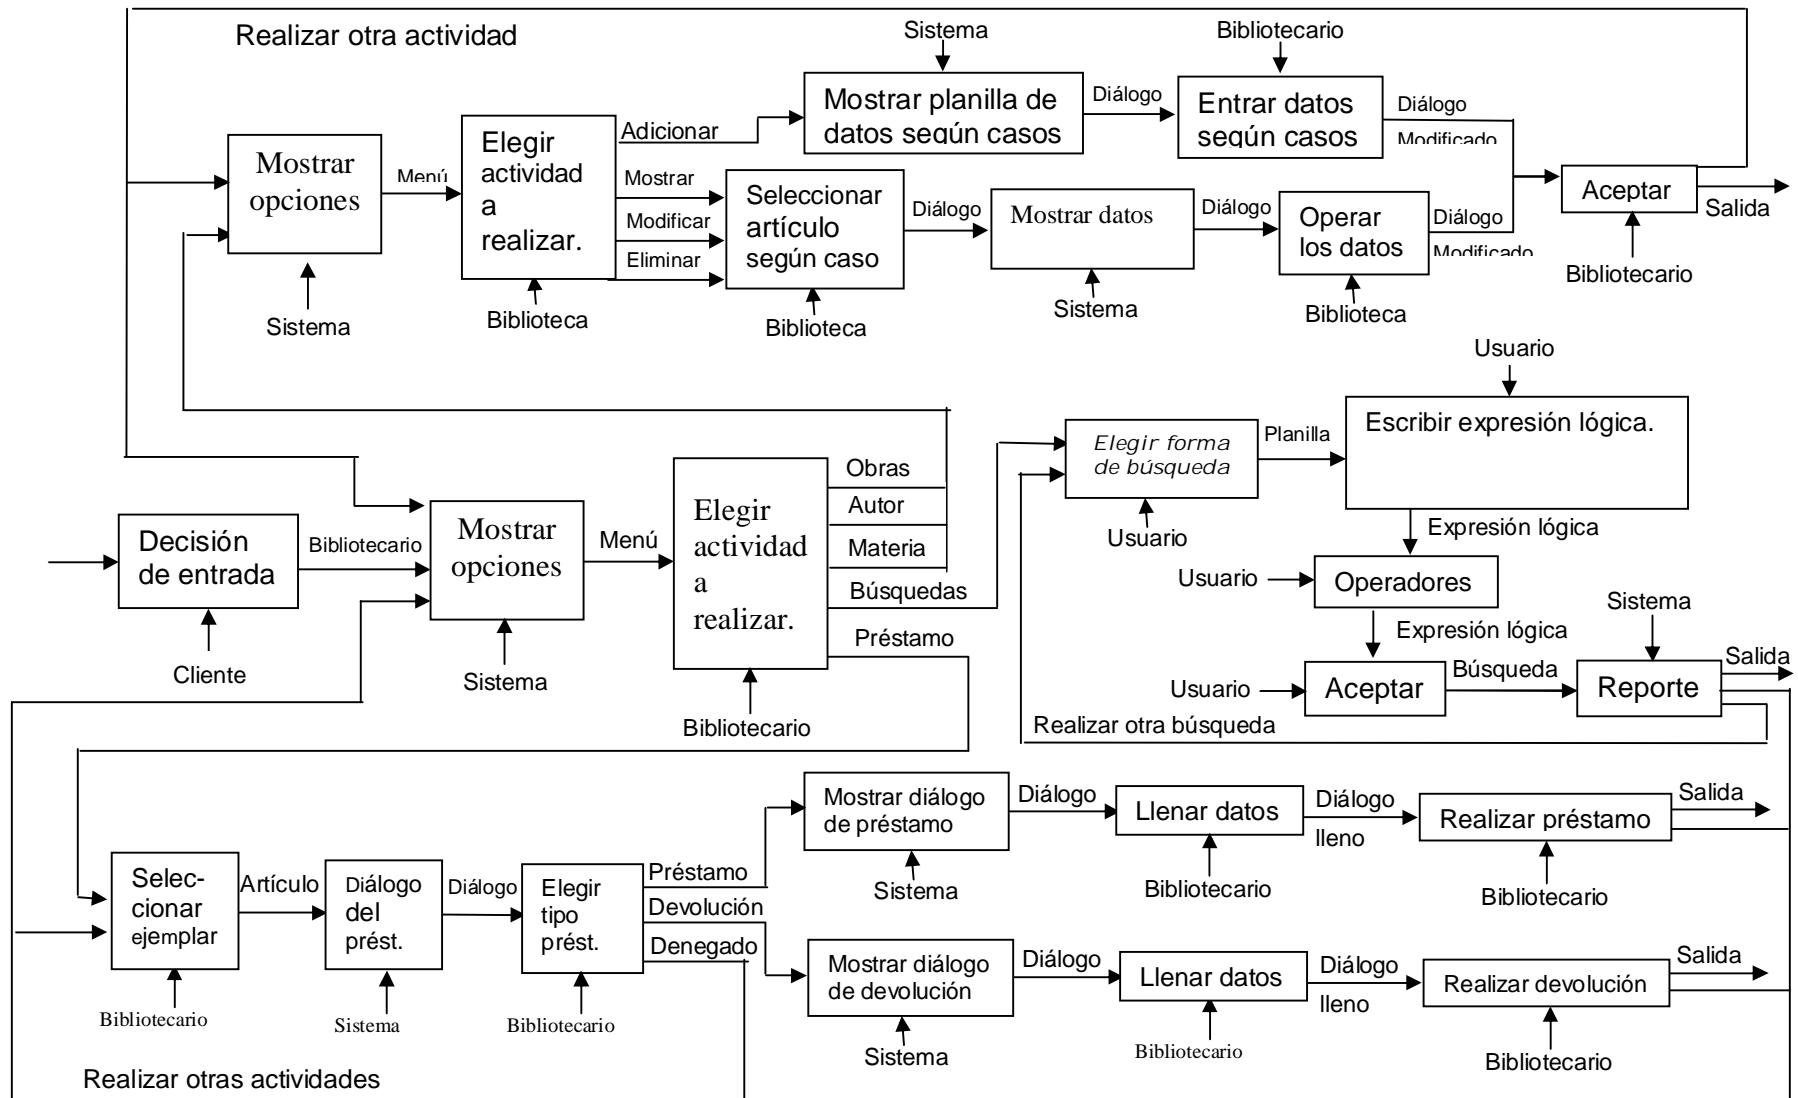 Realizar otra actividad
Sistema
Bibliotecario
Mostrar planilla de
datos según casos
Diálogo
Entrar datos
según casos
Diálogo
Modificado
Mostrar
opciones
Menú
Elegir
actividad
a
realizar.
Adicionar
Mostrar
Modificar
Eliminar
Seleccionar
artículo
según caso
Diálogo
Mostrar datos
Diálogo
Operar
los datos
Diálogo
Modificado
Aceptar
Salida
Bibliotecario
Sistema
Biblioteca
Biblioteca
Sistema
Biblioteca
Usuario
Elegir forma
de búsqueda
Planilla
Escribir expresión lógica.
Usuario
Expresión lógica
Decisión
de entrada
Bibliotecario
Mostrar
opciones
Menú
Elegir
actividad
a
realizar.
Obras
Autor
Materia
Búsquedas
Préstamo
Cliente
Sistema
Bibliotecario
Usuario
Operadores
Expresión lógica
Sistema
Usuario
Aceptar
Búsqueda
Reporte
Salida
Realizar otra búsqueda
Mostrar diálogo
de préstamo
Diálogo
Llenar datos
Diálogo
lleno
Realizar préstamo
Salida
Sistema
Bibliotecario
Bibliotecario
Selec-
cionar
ejemplar
Artículo
Diálogo
del
prést.
Diálogo
Elegir
tipo
prést.
Préstamo
Devolución
Denegado
Mostrar diálogo
de devolución
Diálogo
Llenar datos
Diálogo
lleno
Realizar devolución
Salida
Bibliotecario
Sistema
Bibliotecario
Sistema
Bibliotecario
Bibliotecario
Realizar otras actividades